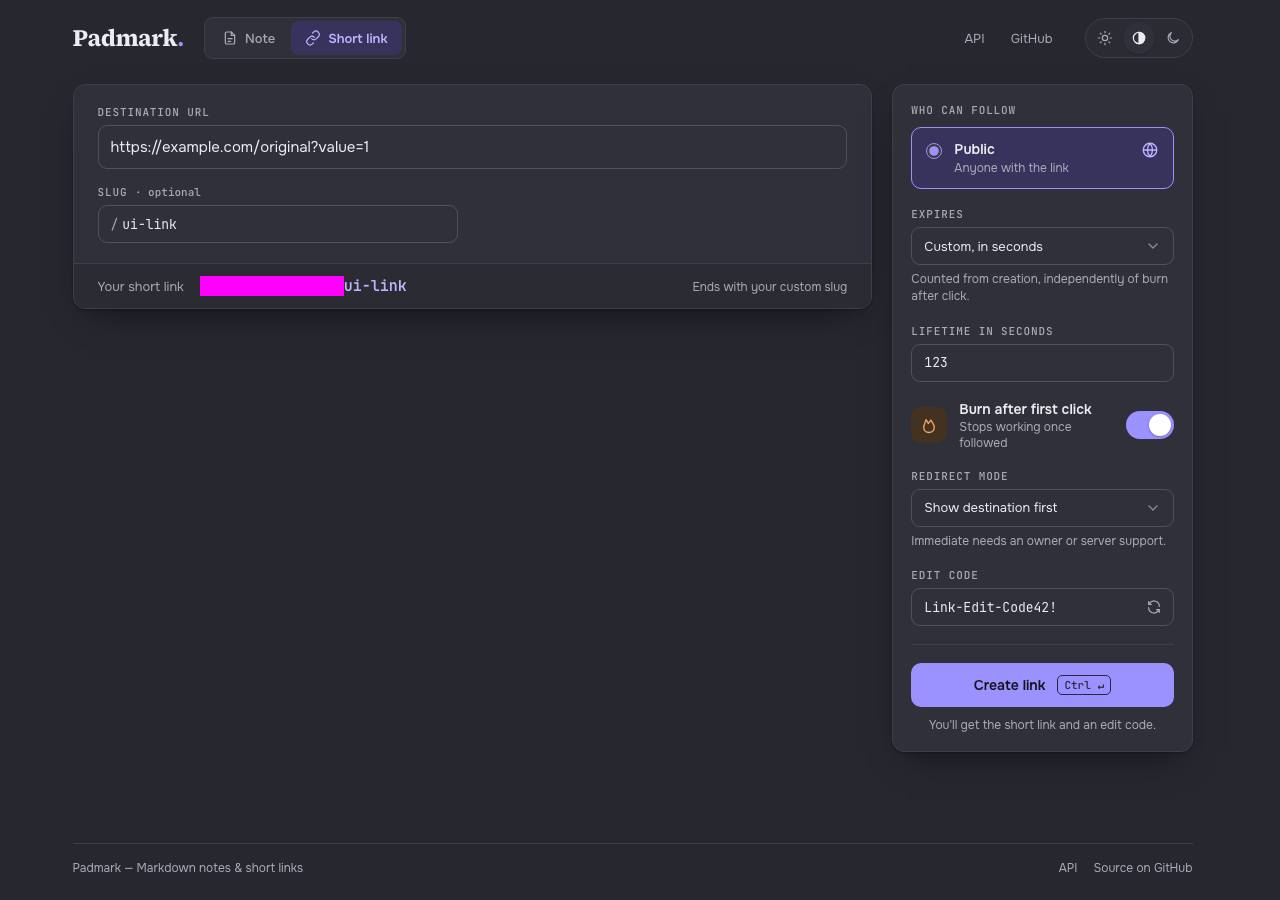 Padmark.
Note
Short link
API
GitHub
DESTINATION URL
https://example.com/original?value=1
SLUG · optional
/ ui-link
Your short link
ui-link
Ends with your custom slug
WHO CAN FOLLOW
Public
Anyone with the link
EXPIRES
Custom, in seconds
Counted from creation, independently of burn
after click.
LIFETIME IN SECONDS
123
Burn after first click
Stops working once
followed
REDIRECT MODE
Show destination first
Immediate needs an owner or server support.
EDIT CODE
Link-Edit-Code42!
Create link
Ctrl ↵
You'll get the short link and an edit code.
Padmark — Markdown notes & short links
API
Source on GitHub